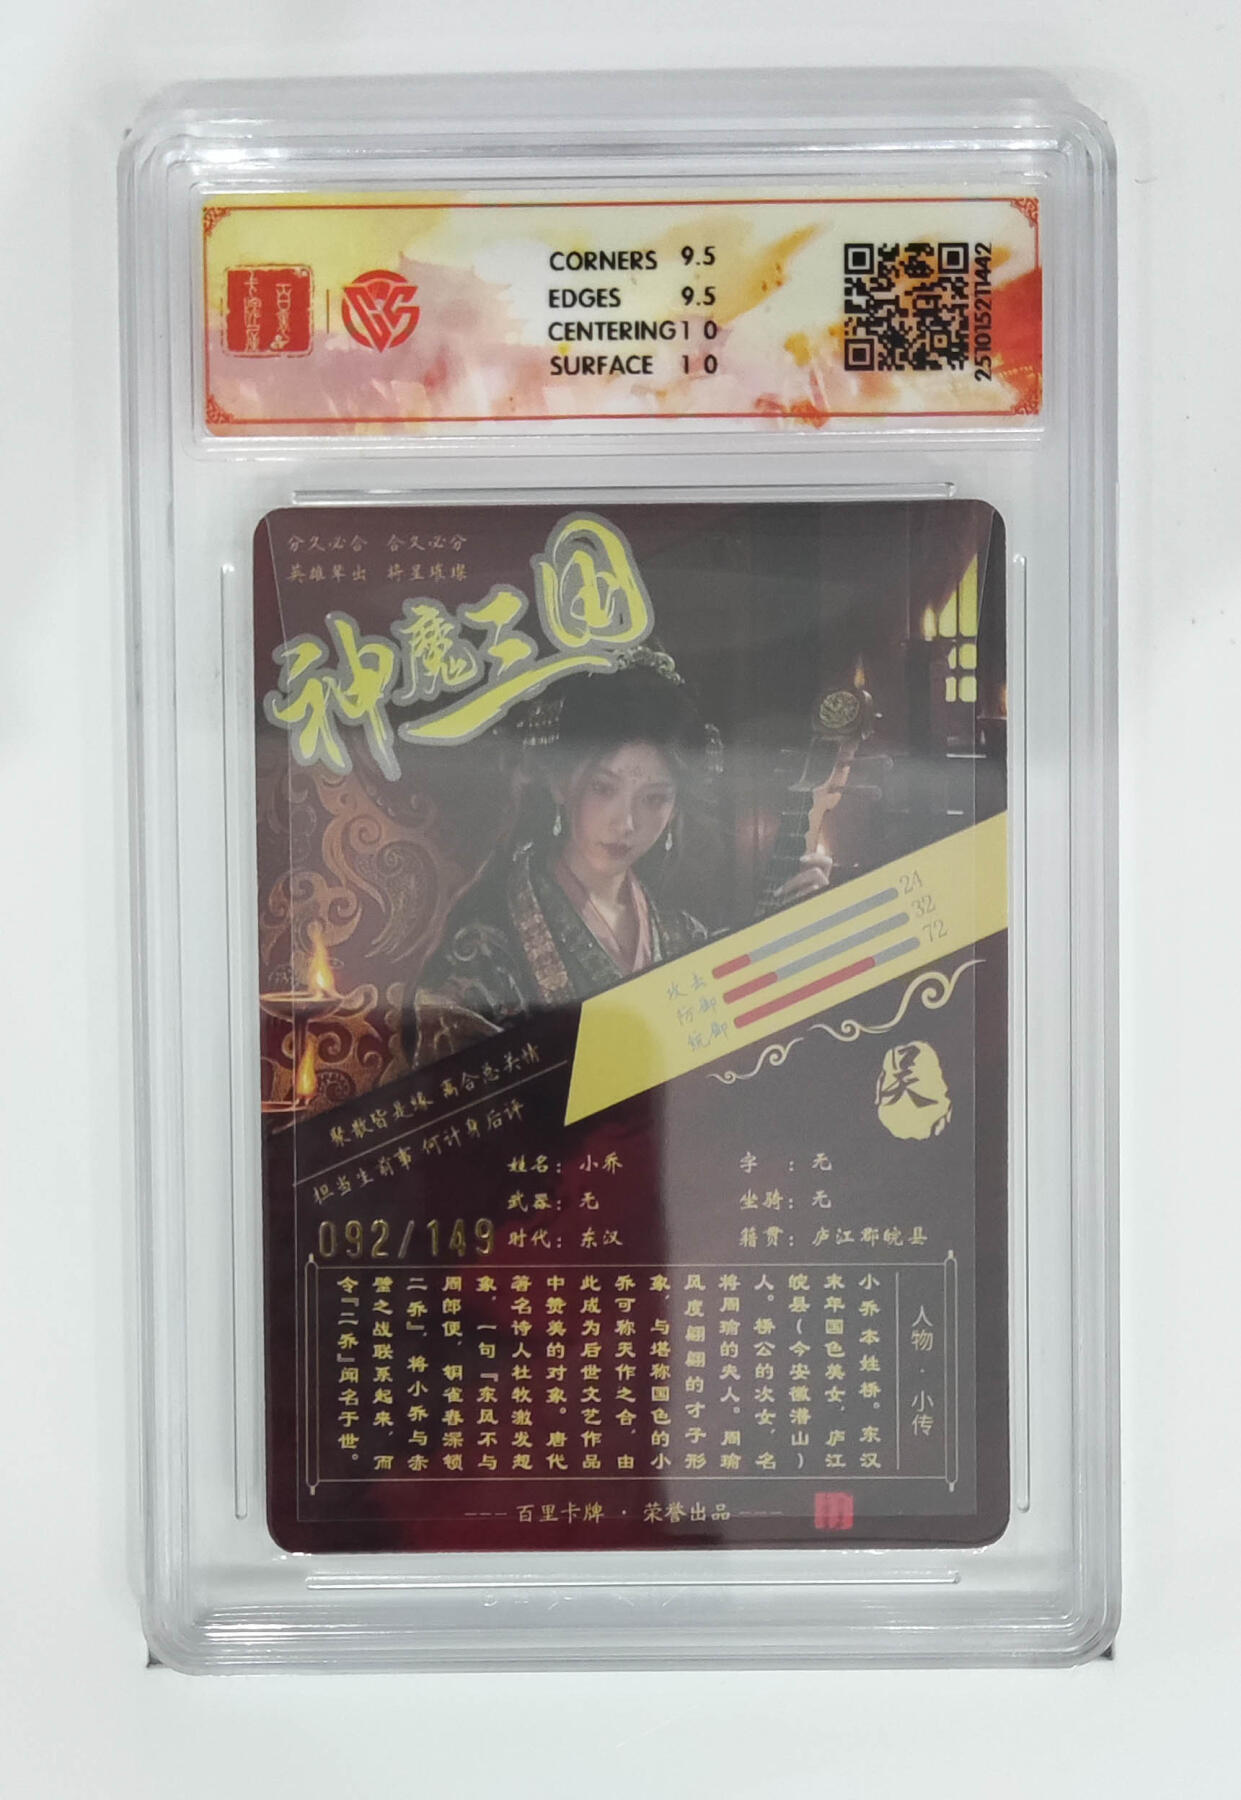 百里 卡牌
CORNERS 9.5
EDGES 9.5
CENTERING 10
SURFACE 10
2510152111442
分久必合 合久必分
英雄辈出 将星璀璨
神魔三国
攻击 24
防御 32
统御 72
聚散皆是缘 离合总关情
担当生前事 何计身后评
吴
姓名：小乔 字：无
武器：无 坐骑：无
时代：东汉 籍贯：庐江郡皖县
092/149
人物·小传
小乔本姓桥。东汉
末年国色美女，庐江
皖县(今安徽潜山)
人。桥公的次女，名
将周瑜的夫人。周瑜
风度翩翩的才子形
象，与堪称国色的小
乔可称天作之合，由
此成为后世文艺作品
中赞美的对象。唐代
著名诗人杜牧激发想
象，一句『东风不与
周郎便，铜雀春深锁
二乔』，将小乔与赤
壁之战联系起来，而
令『二乔』闻名于世。
--- 百里卡牌 · 荣誉出品 ---